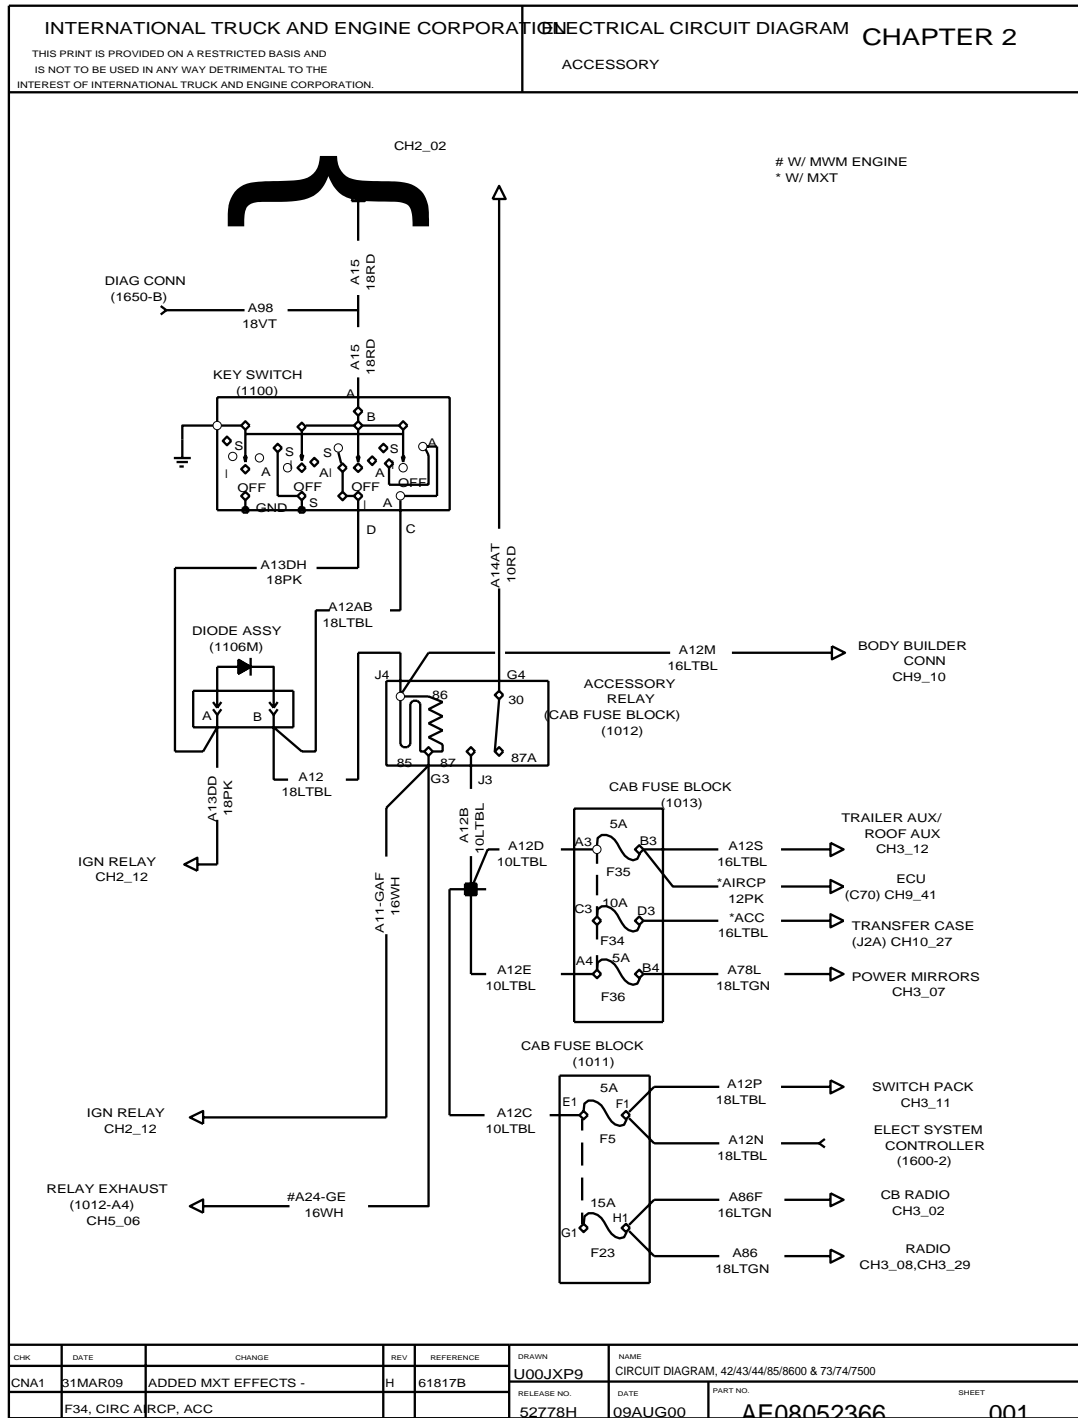 INTERNATIONAL TRUCK AND ENGINE CORPORATION
ELECTRICAL CIRCUIT DIAGRAM
CHAPTER 2
THIS PRINT IS PROVIDED ON A RESTRICTED BASIS AND
IS NOT TO BE USED IN ANY WAY DETRIMENTAL TO THE
INTEREST OF INTERNATIONAL TRUCK AND ENGINE CORPORATION.
ACCESSORY
CH2_02
# W/ MWM ENGINE
* W/ MXT
A15
18RD
DIAG CONN
(1650-B)
A98
18VT
A15
18RD
KEY SWITCH
(1100)
A
B
S
S
S
S
A
I
A
I
A
I
A
I
OFF
OFF
OFF
OFF
GND
S
I
A
D
C
A13DH
18PK
A12AB
18LTBL
A14AT
10RD
DIODE ASSY
(1106M)
A
B
A13DD
18PK
A12
18LTBL
IGN RELAY
CH2_12
J4
G4
86
30
85
87
87A
G3
J3
ACCESSORY
RELAY
(CAB FUSE BLOCK)
(1012)
A12M
16LTBL
BODY BUILDER
CONN
CH9_10
A12B
10LTBL
A11-GAF
16WH
A12D
10LTBL
A12E
10LTBL
CAB FUSE BLOCK
(1013)
5A
A3
B3
F35
10A
C3
D3
F34
5A
A4
B4
F36
A12S
16LTBL
TRAILER AUX/
ROOF AUX
CH3_12
*AIRCP
12PK
ECU
(C70) CH9_41
*ACC
16LTBL
TRANSFER CASE
(J2A) CH10_27
A78L
18LTGN
POWER MIRRORS
CH3_07
CAB FUSE BLOCK
(1011)
A12C
10LTBL
5A
E1
F1
F5
15A
G1
H1
F23
A12P
18LTBL
SWITCH PACK
CH3_11
A12N
18LTBL
ELECT SYSTEM
CONTROLLER
(1600-2)
A86F
16LTGN
CB RADIO
CH3_02
A86
18LTGN
RADIO
CH3_08,CH3_29
IGN RELAY
CH2_12
RELAY EXHAUST
(1012-A4)
CH5_06
#A24-GE
16WH
CHK DATE CHANGE REV REFERENCE
CNA1 31MAR09 ADDED MXT EFFECTS - H 61817B
F34, CIRC AIRCP, ACC
DRAWN
U00JXP9
NAME
CIRCUIT DIAGRAM, 42/43/44/85/8600 & 73/74/7500
RELEASE NO.
52778H
DATE
09AUG00
PART NO.
AE08052366
SHEET
001